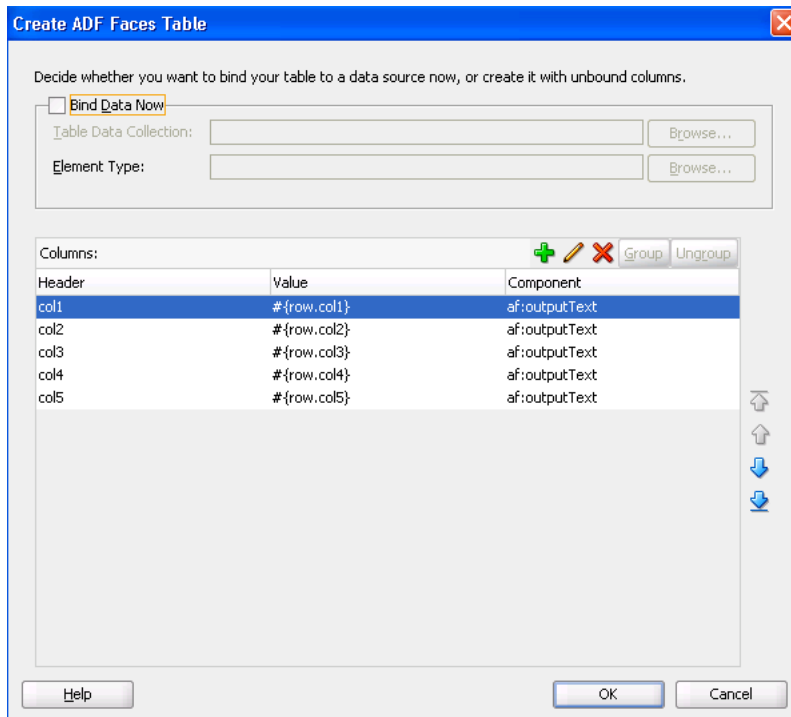 Create ADF Faces Table
Decide whether you want to bind your table to a data source now, or create it with unbound columns.
Bind Data Now
Table Data Collection: Browse...
Element Type: Browse...
Columns: Group Ungroup
Header Value Component
col1 #{row.col1} af:outputText
col2 #{row.col2} af:outputText
col3 #{row.col3} af:outputText
col4 #{row.col4} af:outputText
col5 #{row.col5} af:outputText
Help OK Cancel